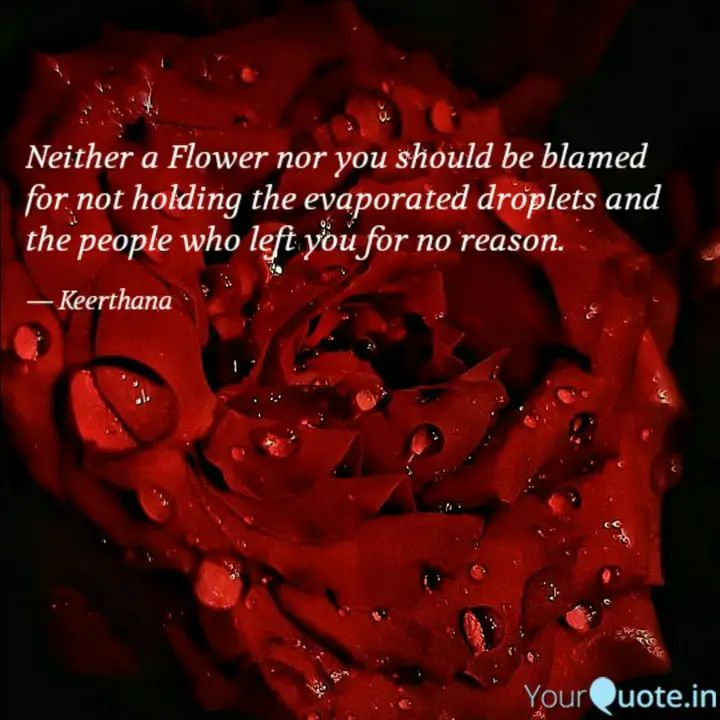 Neither a Flower nor you should be blamed
for not holding the evaporated droplets and
the people who left you for no reason.
— Keerthana
YourQuote.in